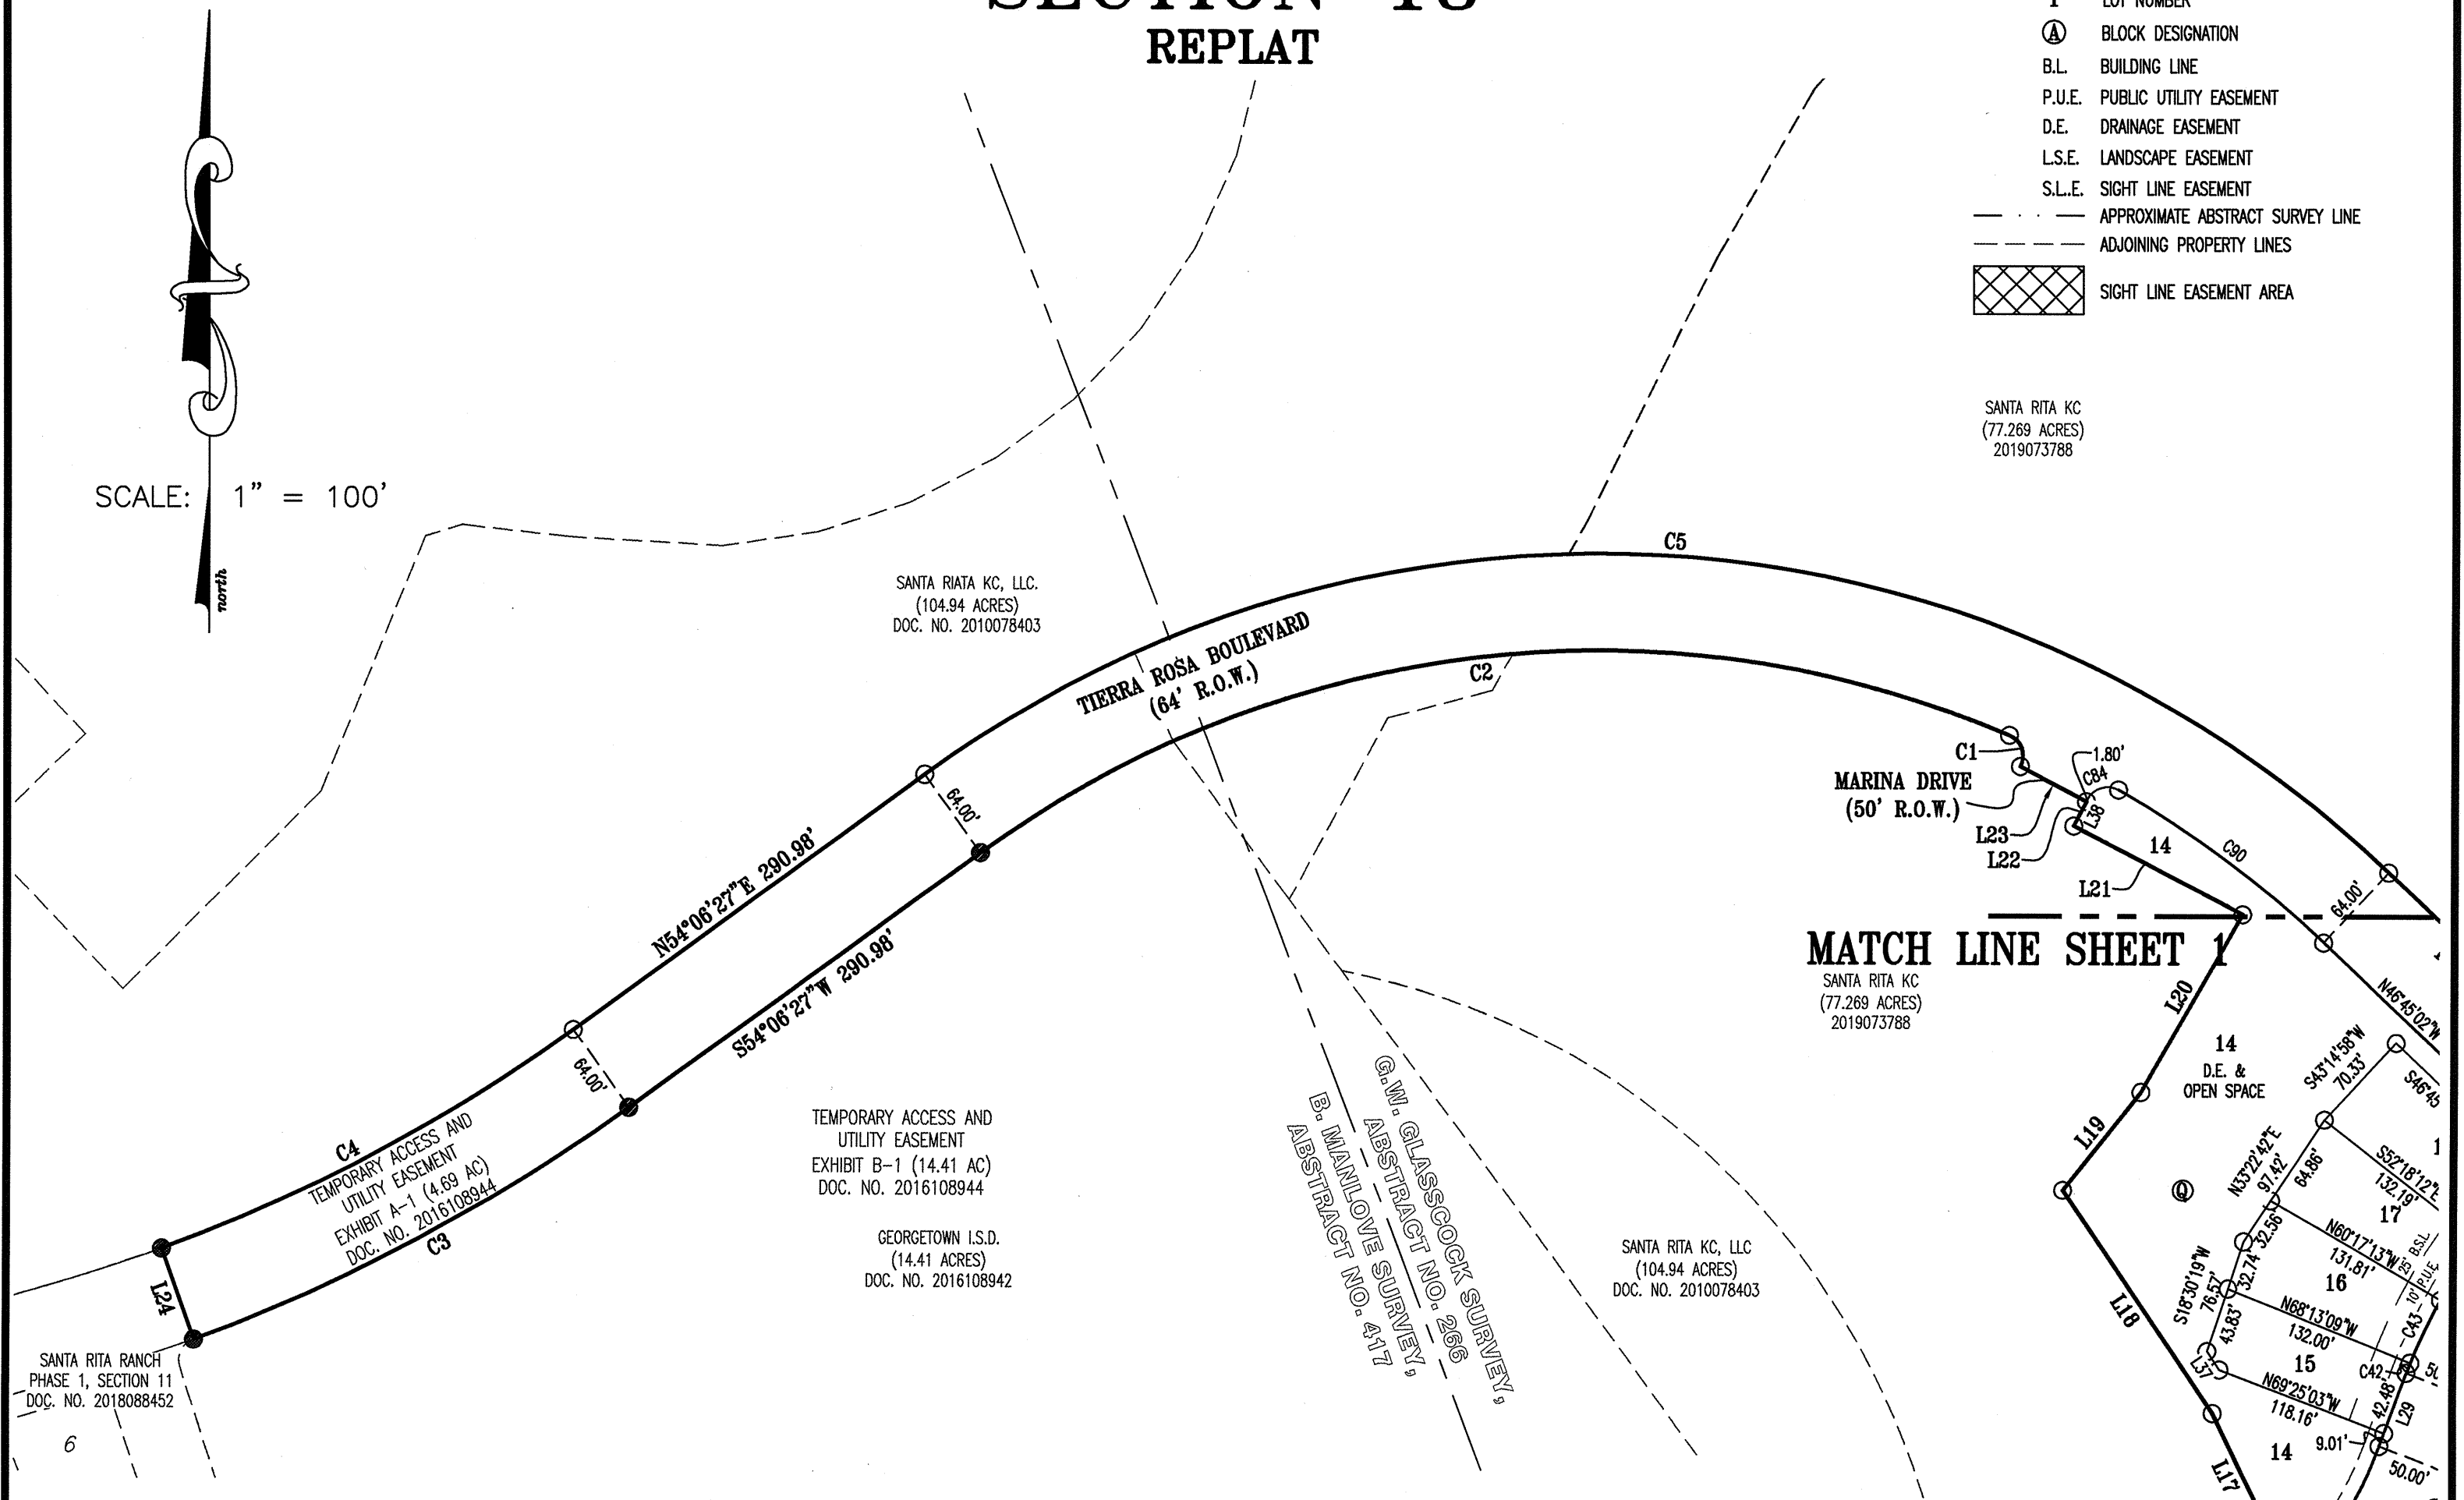 REPLAT
LOT NUMBER
A BLOCK DESIGNATION
B.L. BUILDING LINE
P.U.E. PUBLIC UTILITY EASEMENT
D.E. DRAINAGE EASEMENT
L.S.E. LANDSCAPE EASEMENT
S.L..E. SIGHT LINE EASEMENT
APPROXIMATE ABSTRACT SURVEY LINE
ADJOINING PROPERTY LINES
SIGHT LINE EASEMENT AREA
SANTA RITA KC
(77.269 ACRES)
2019073788
SCALE: 1" = 100'
north
SANTA RIATA KC, LLC.
(104.94 ACRES)
DOC. NO. 2010078403
C5
TIERRA ROSA BOULEVARD
(64' R.O.W.)
C2
C1
1.80'
C84
MARINA DRIVE
(50' R.O.W.)
L38
L23
L22
14
C90
L21
64.00'
64.00'
N54°06'27"E 290.98'
S54°06'27"W 290.98'
64.00'
MATCH LINE SHEET 1
SANTA RITA KC
(77.269 ACRES)
2019073788
L20
N46°45'02"W
14
D.E. &
OPEN SPACE
S43°14'58"W
70.33'
S46°45
L19
C4
TEMPORARY ACCESS AND
UTILITY EASEMENT
EXHIBIT A-1 (4.69 AC)
DOC. NO. 2016108944
C3
TEMPORARY ACCESS AND
UTILITY EASEMENT
EXHIBIT B-1 (14.41 AC)
DOC. NO. 2016108944
GEORGETOWN I.S.D.
(14.41 ACRES)
DOC. NO. 2016108942
G.W. GLASSCOCK SURVEY,
ABSTRACT NO. 266
B. MANLOVE SURVEY,
ABSTRACT NO. 417
SANTA RITA KC, LLC
(104.94 ACRES)
DOC. NO. 2010078403
Q
N33°22'42"E
97.42'
64.86'
32.56'
S52°18'12"E
132.19'
17
N60°17'13"W
131.81'
16
25' B.S.L.
10' P.U.E
S18°30'19"W
76.57'
32.74'
43.83'
N68°13'09"W
132.00'
15
C43
C42
L37
L18
N69°25'03"W
118.16'
42.48'
L29
9.01'
14
50.00'
L17
L24
SANTA RITA RANCH
PHASE 1, SECTION 11
DOC. NO. 2018088452
6